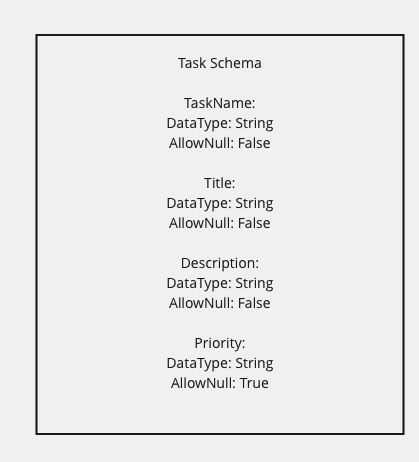 Task Schema
TaskName:
DataType: String
AllowNull: False
Title:
DataType: String
AllowNull: False
Description:
DataType: String
AllowNull: False
Priority:
DataType: String
AllowNull: True